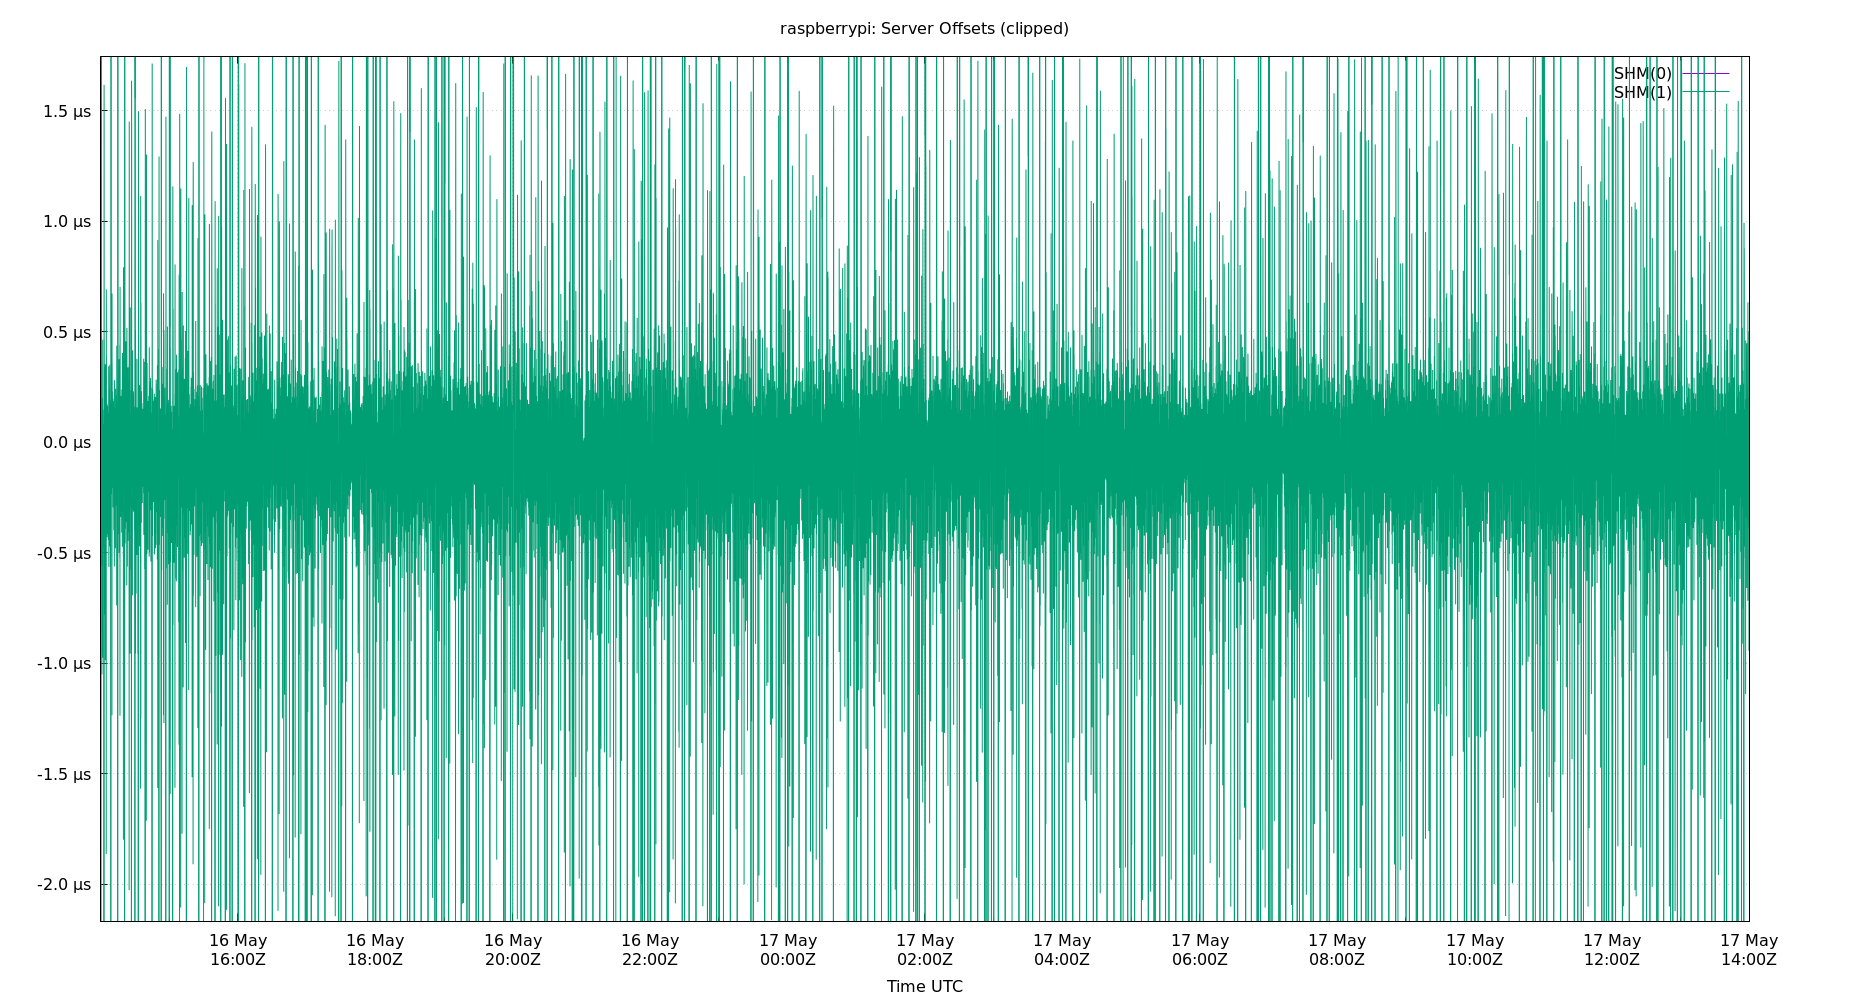 raspberrypi: Server Offsets (clipped)
SHM(0)
SHM(1)
1.5 µs
1.0 µs
0.5 µs
0.0 µs
-0.5 µs
-1.0 µs
-1.5 µs
-2.0 µs
16 May 16 May 16 May 16 May 17 May 17 May 17 May 17 May 17 May 17 May 17 May 17 May
16:00Z 18:00Z 20:00Z 22:00Z 00:00Z 02:00Z 04:00Z 06:00Z 08:00Z 10:00Z 12:00Z 14:00Z
Time UTC